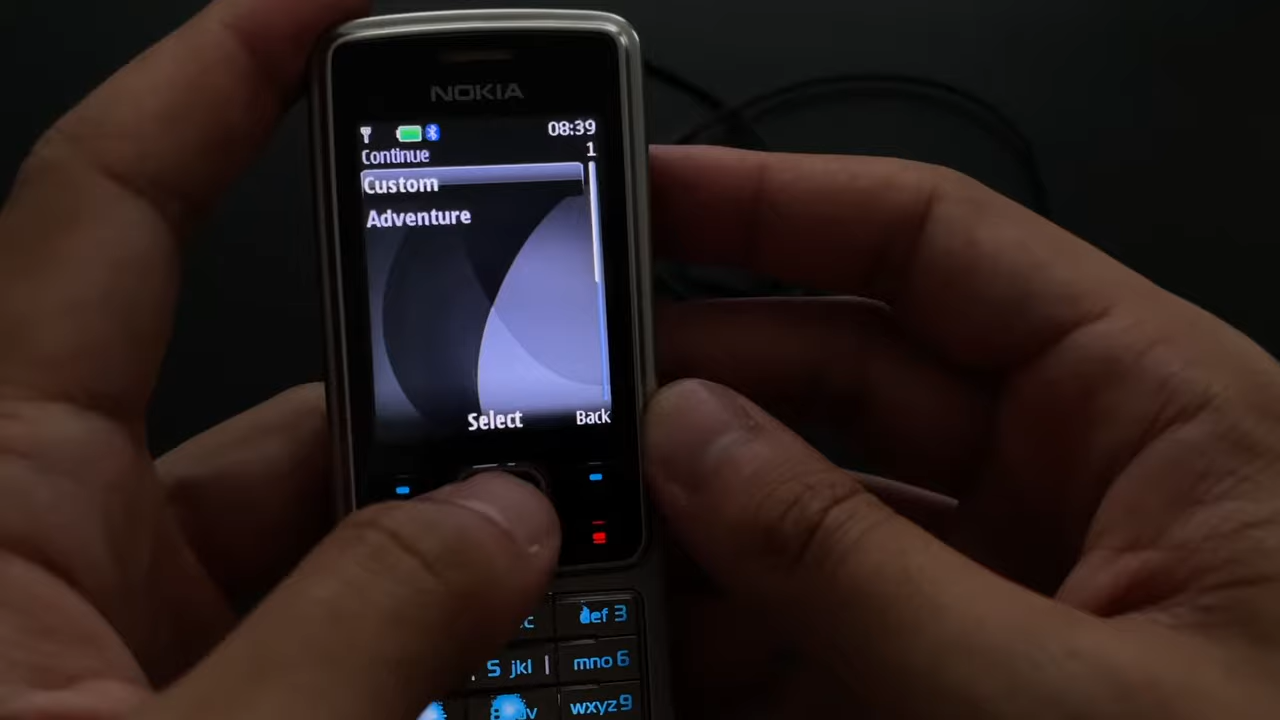 NOKIA
08:39
Continue
1
Custom
Adventure
Select
Back
def 3
5 jkl
mno 6
wxyz 9